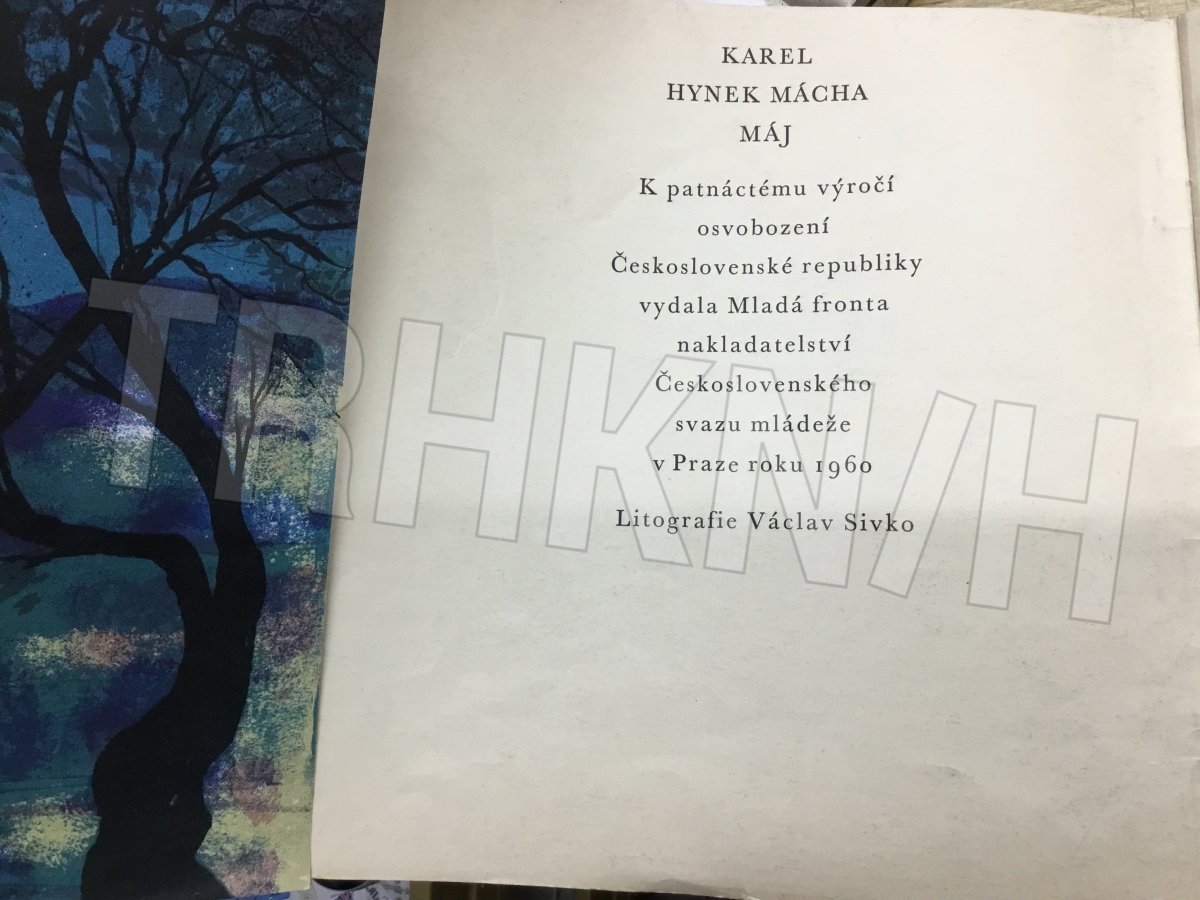 KAREL
HYNEK MÁCHA
MÁJ
K patnáctému výročí
osvobození
Československé republiky
vydala Mladá fronta
nakladatelství
Československého
svazu mládeže
v Praze roku 1960
Litografie Václav Sivko
TRHKN/H